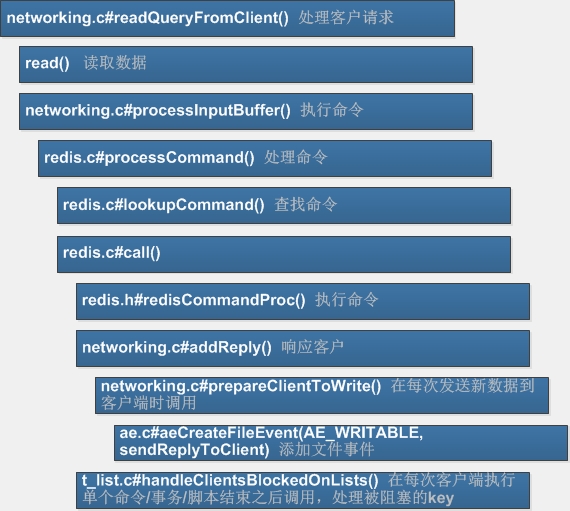 networking.c#readQueryFromClient() 处理客户请求
read() 读取数据
networking.c#processInputBuffer() 执行命令
redis.c#processCommand() 处理命令
redis.c#lookupCommand() 查找命令
redis.c#call()
redis.h#redisCommandProc() 执行命令
networking.c#addReply() 响应客户
networking.c#prepareClientToWrite() 在每次发送新数据到
客户端时调用
ae.c#aeCreateFileEvent(AE_WRITABLE,
sendReplyToClient) 添加文件事件
t_list.c#handleClientsBlockedOnLists() 在每次客户端执行
单个命令/事务/脚本结束之后调用，处理被阻塞的key